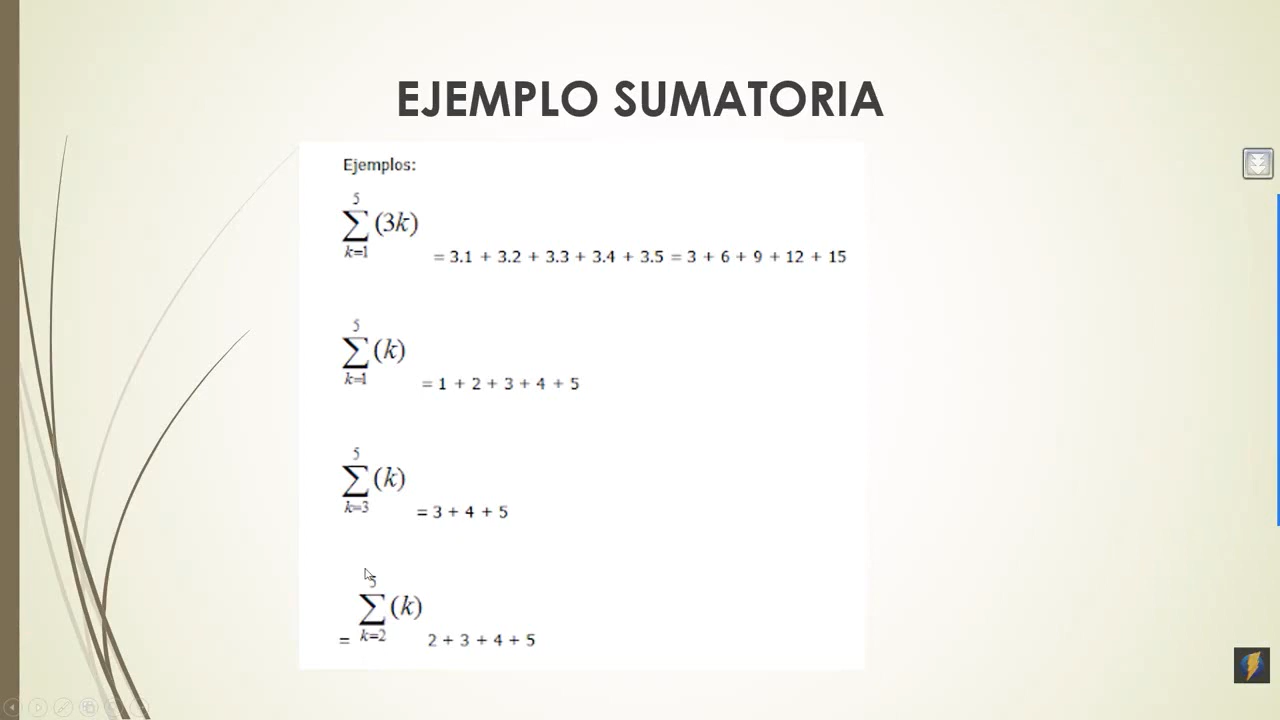 EJEMPLO SUMATORIA
Ejemplos:
5
∑(3k)
k=1
= 3.1 + 3.2 + 3.3 + 3.4 + 3.5 = 3 + 6 + 9 + 12 + 15
5
∑(k)
k=1
= 1 + 2 + 3 + 4 + 5
5
∑(k)
k=3
= 3 + 4 + 5
5
∑(k)
= k=2 2 + 3 + 4 + 5